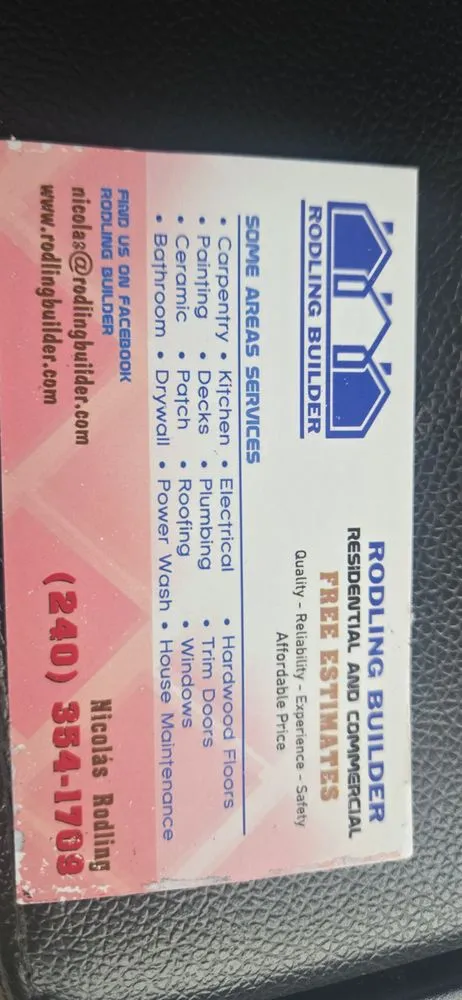 RODLING BUILDER
RODLING BUILDER
RESIDENTIAL AND COMMERCIAL
FREE ESTIMATES
Quality - Reliability - Experience - Safety
Affordable Price
SOME AREAS SERVICES
• Carpentry • Kitchen • Electrical • Hardwood Floors
• Painting • Decks • Plumbing • Trim Doors
• Ceramic • Patch • Roofing • Windows
• Bathroom • Drywall • Power Wash • House Maintenance
FIND US ON FACEBOOK
RODLING BUILDER
nicolas@rodlingbuilder.com
www.rodlingbuilder.com
Nicolás Rodling
(240) 354-1709